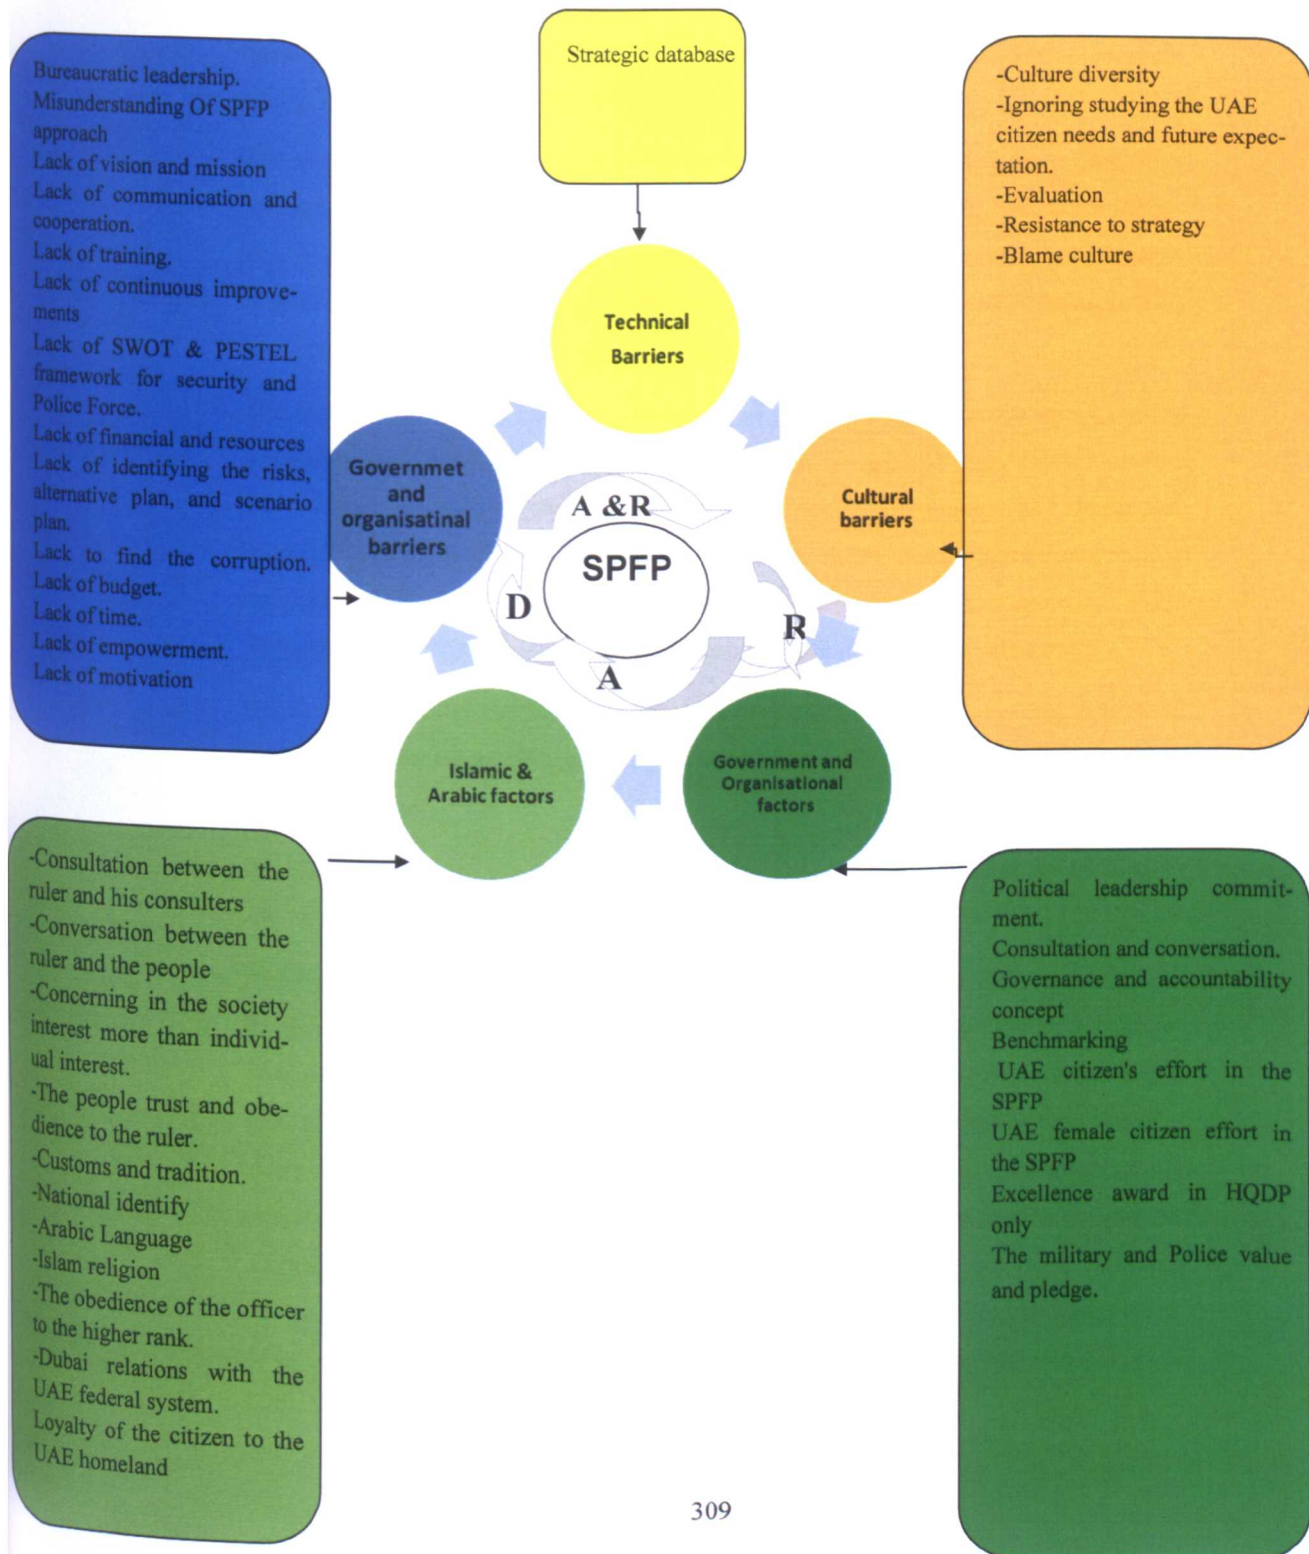 Strategic database
Bureaucratic leadership.
Misunderstanding Of SPFP
approach
Lack of vision and mission
Lack of communication and
cooperation.
Lack of training.
Lack of continuous improve-
ments
Lack of SWOT & PESTEL
framework for security and
Police Force.
Lack of financial and resources
Lack of identifying the risks,
alternative plan, and scenario
plan.
Lack to find the corruption.
Lack of budget.
Lack of time.
Lack of empowerment.
Lack of motivation
-Culture diversity
-Ignoring studying the UAE
citizen needs and future expec-
tation.
-Evaluation
-Resistance to strategy
-Blame culture
Technical
Barriers
Governmet
and
organisatinal
barriers
Cultural
barriers
A &R
SPFP
D
R
A
Islamic &
Arabic factors
Government and
Organisational
factors
-Consultation between the
ruler and his consulters
-Conversation between the
ruler and the people
-Concerning in the society
interest more than individ-
ual interest.
-The people trust and obe-
dience to the ruler.
-Customs and tradition.
-National identify
-Arabic Language
-Islam religion
-The obedience of the officer
to the higher rank.
-Dubai relations with the
UAE federal system.
Loyalty of the citizen to the
UAE homeland
Political leadership commit-
ment.
Consultation and conversation.
Governance and accountability
concept
Benchmarking
UAE citizen's effort in the
SPFP
UAE female citizen effort in
the SPFP
Excellence award in HQDP
only
The military and Police value
and pledge.
309